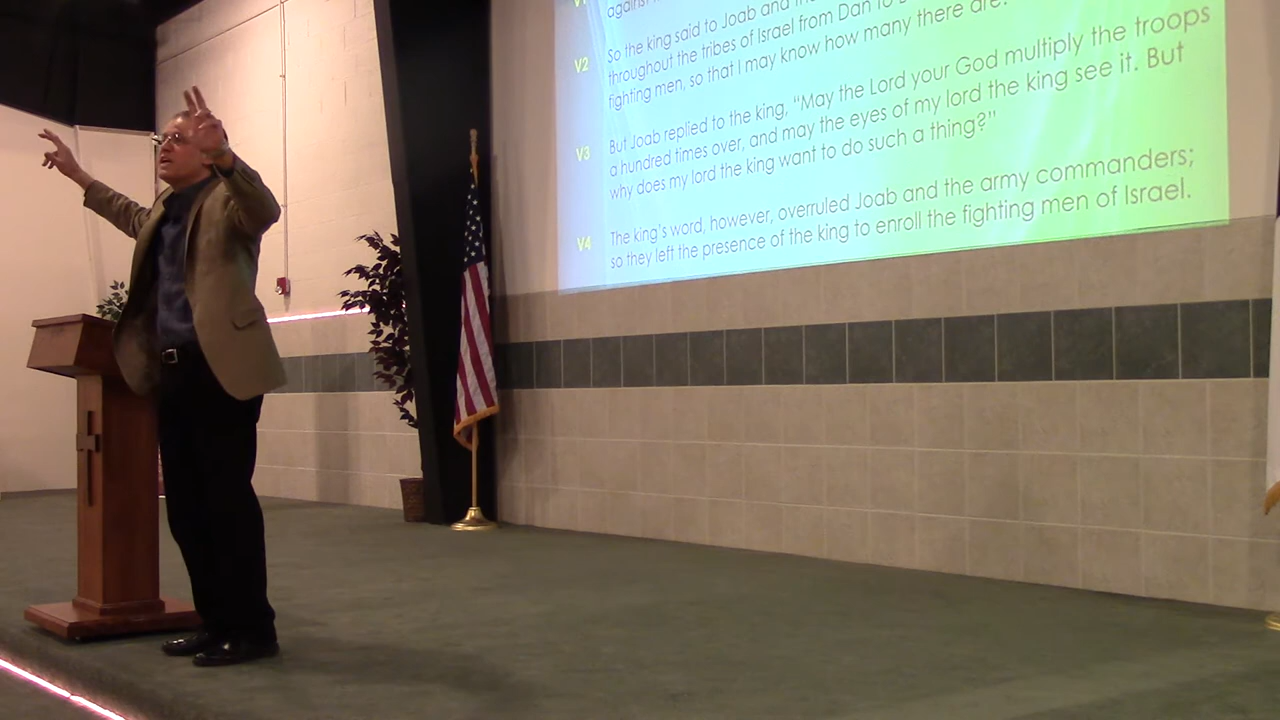 V1
against
V2
So the king said to Joab and the
throughout the tribes of Israel from Dan to
fighting men, so that I may know how many there are.
V3
But Joab replied to the king, “May the Lord your God multiply the troops
a hundred times over, and may the eyes of my lord the king see it. But
why does my lord the king want to do such a thing?”
V4
The king’s word, however, overruled Joab and the army commanders;
so they left the presence of the king to enroll the fighting men of Israel.